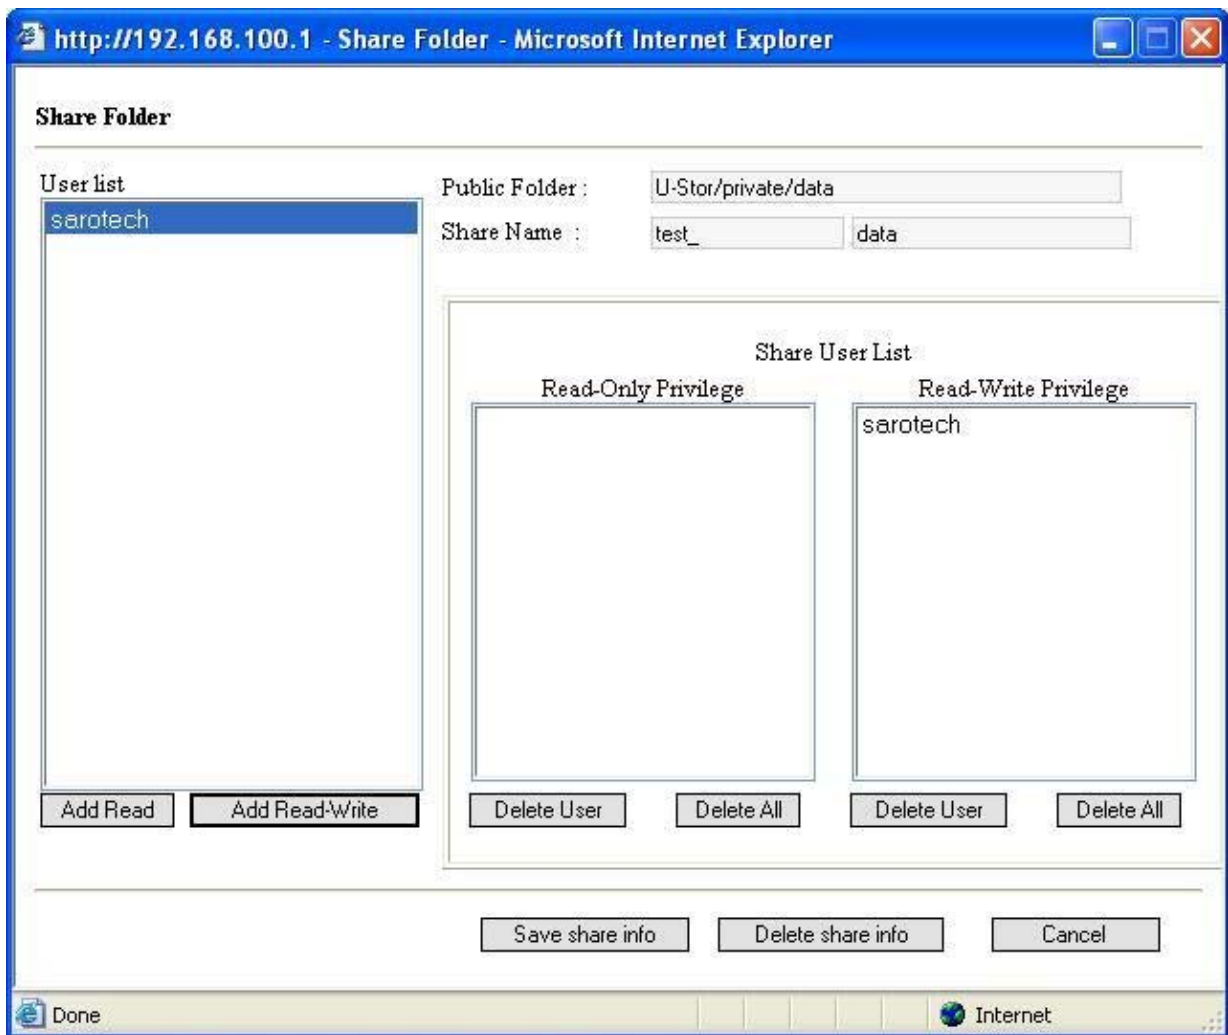 http://192.168.100.1 - Share Folder - Microsoft Internet Explorer
Share Folder
User list
sarotech
Add Read
Add Read-Write
Public Folder :
U-Stor/private/data
Share Name :
test_
data
Share User List
Read-Only Privilege
Read-Write Privilege
sarotech
Delete User
Delete All
Delete User
Delete All
Save share info
Delete share info
Cancel
Done
Internet